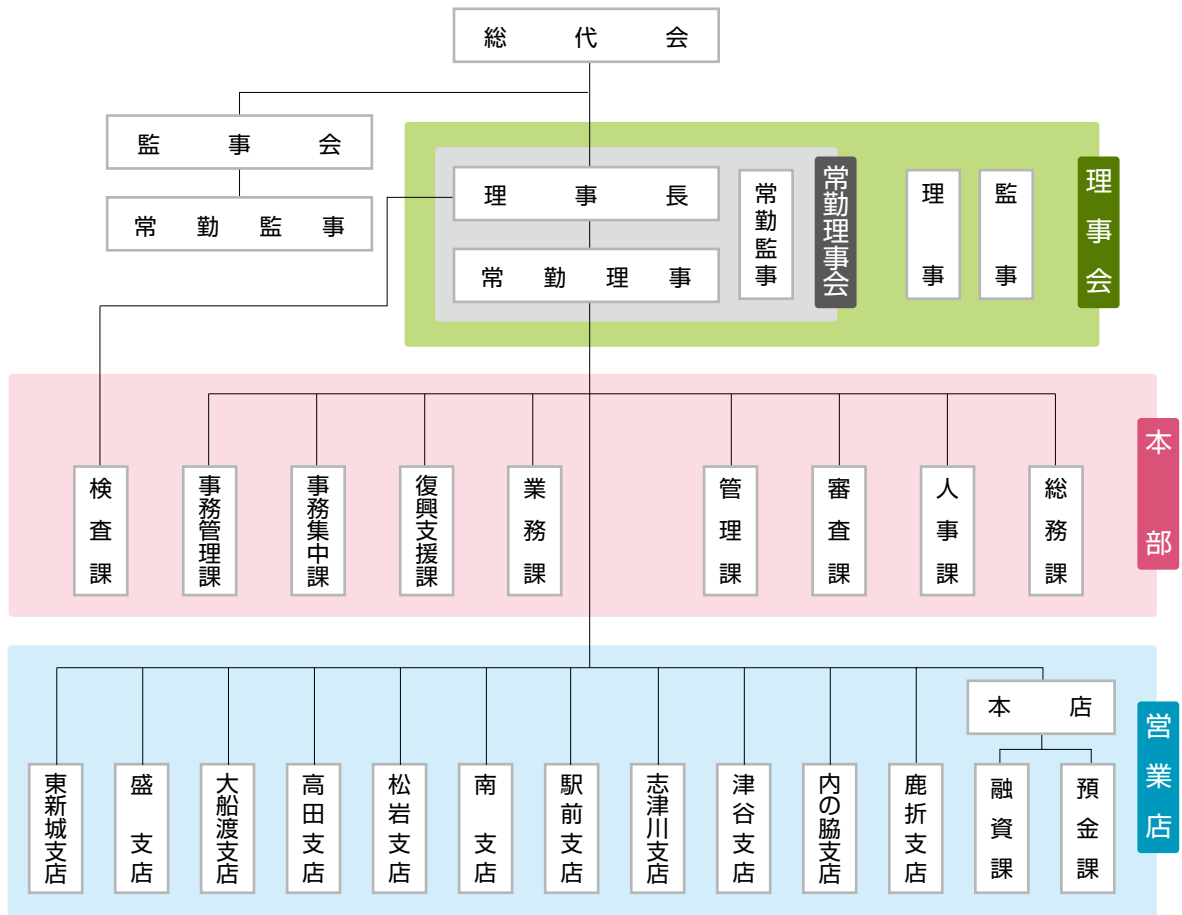 総代会
監事会
常勤監事
理事長
常勤理事
常勤監事
常勤理事会
理事
監事
理事会
検査課
事務管理課
事務集中課
復興支援課
業務課
管理課
審査課
人事課
総務課
本部
本店
営業店
東新城支店
盛支店
大船渡支店
高田支店
松岩支店
南支店
駅前支店
志津川支店
津谷支店
内の脇支店
鹿折支店
融資課
預金課